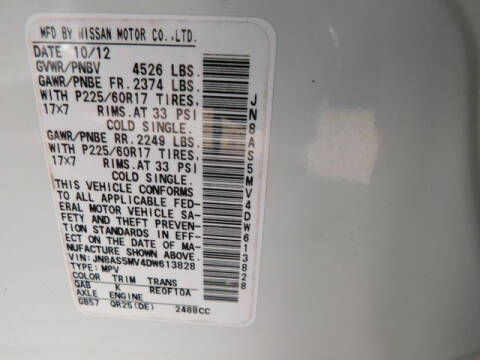 MFD BY NISSAN MOTOR CO.,LTD.
DATE 10/12
GVWR/PNBV 4526 LBS.
GAWR/PNBE FR. 2374 LBS.
WITH P225/60R17 TIRES,
17x7 RIMS.AT 33 PSI
COLD SINGLE.
GAWR/PNBE RR. 2249 LBS.
WITH P225/60R17 TIRES,
17x7 RIMS.AT 33 PSI
COLD SINGLE.
THIS VEHICLE CONFORMS
TO ALL APPLICABLE FED-
ERAL MOTOR VEHICLE SA-
FETY AND THEFT PREVEN-
TION STANDARDS IN EFF-
ECT ON THE DATE OF MA-
NUFACTURE SHOWN ABOVE.
VIN: JN8AS5MV4DW613828
TYPE: MPV
COLOR TRIM TRANS
QAB K RE0F10A
AXLE ENGINE
GB57 QR25(DE) 2488CC
JN8AS5MV4DW613828